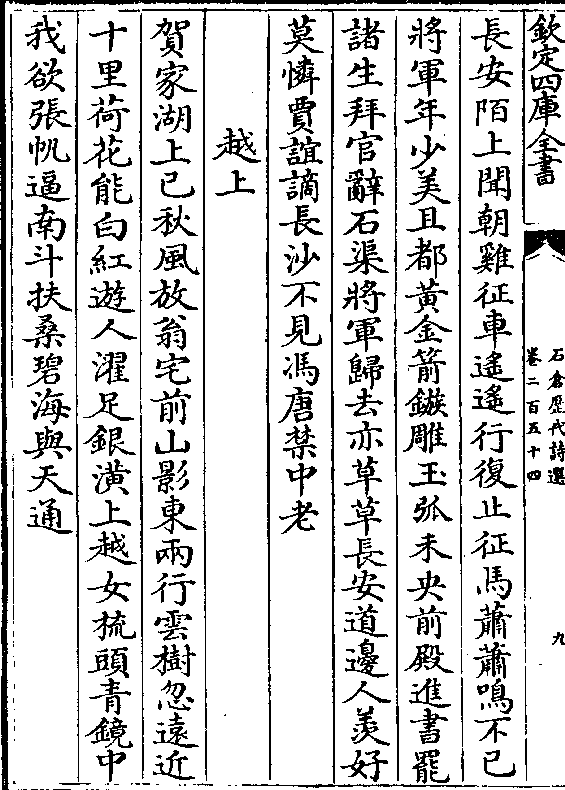 欽定四庫全書
石倉歷代詩選
卷二百五十四
九
長安陌上聞朝雞征車遙遙行復止征馬蕭蕭鳴不已
將軍年少美且都黃金箭鏃雕玉弧未央前殿進書罷
諸生拜官辭石渠將軍歸去亦草草長安道邊人羨好
莫憐賈誼謫長沙不見馮唐禁中老
越上
賀家湖上已秋風放翁宅前山影東兩行雲樹忽遠近
十里荷花能白紅遊人濯足銀潢上越女梳頭青鏡中
我欲張帆逼南斗扶桑碧海與天通